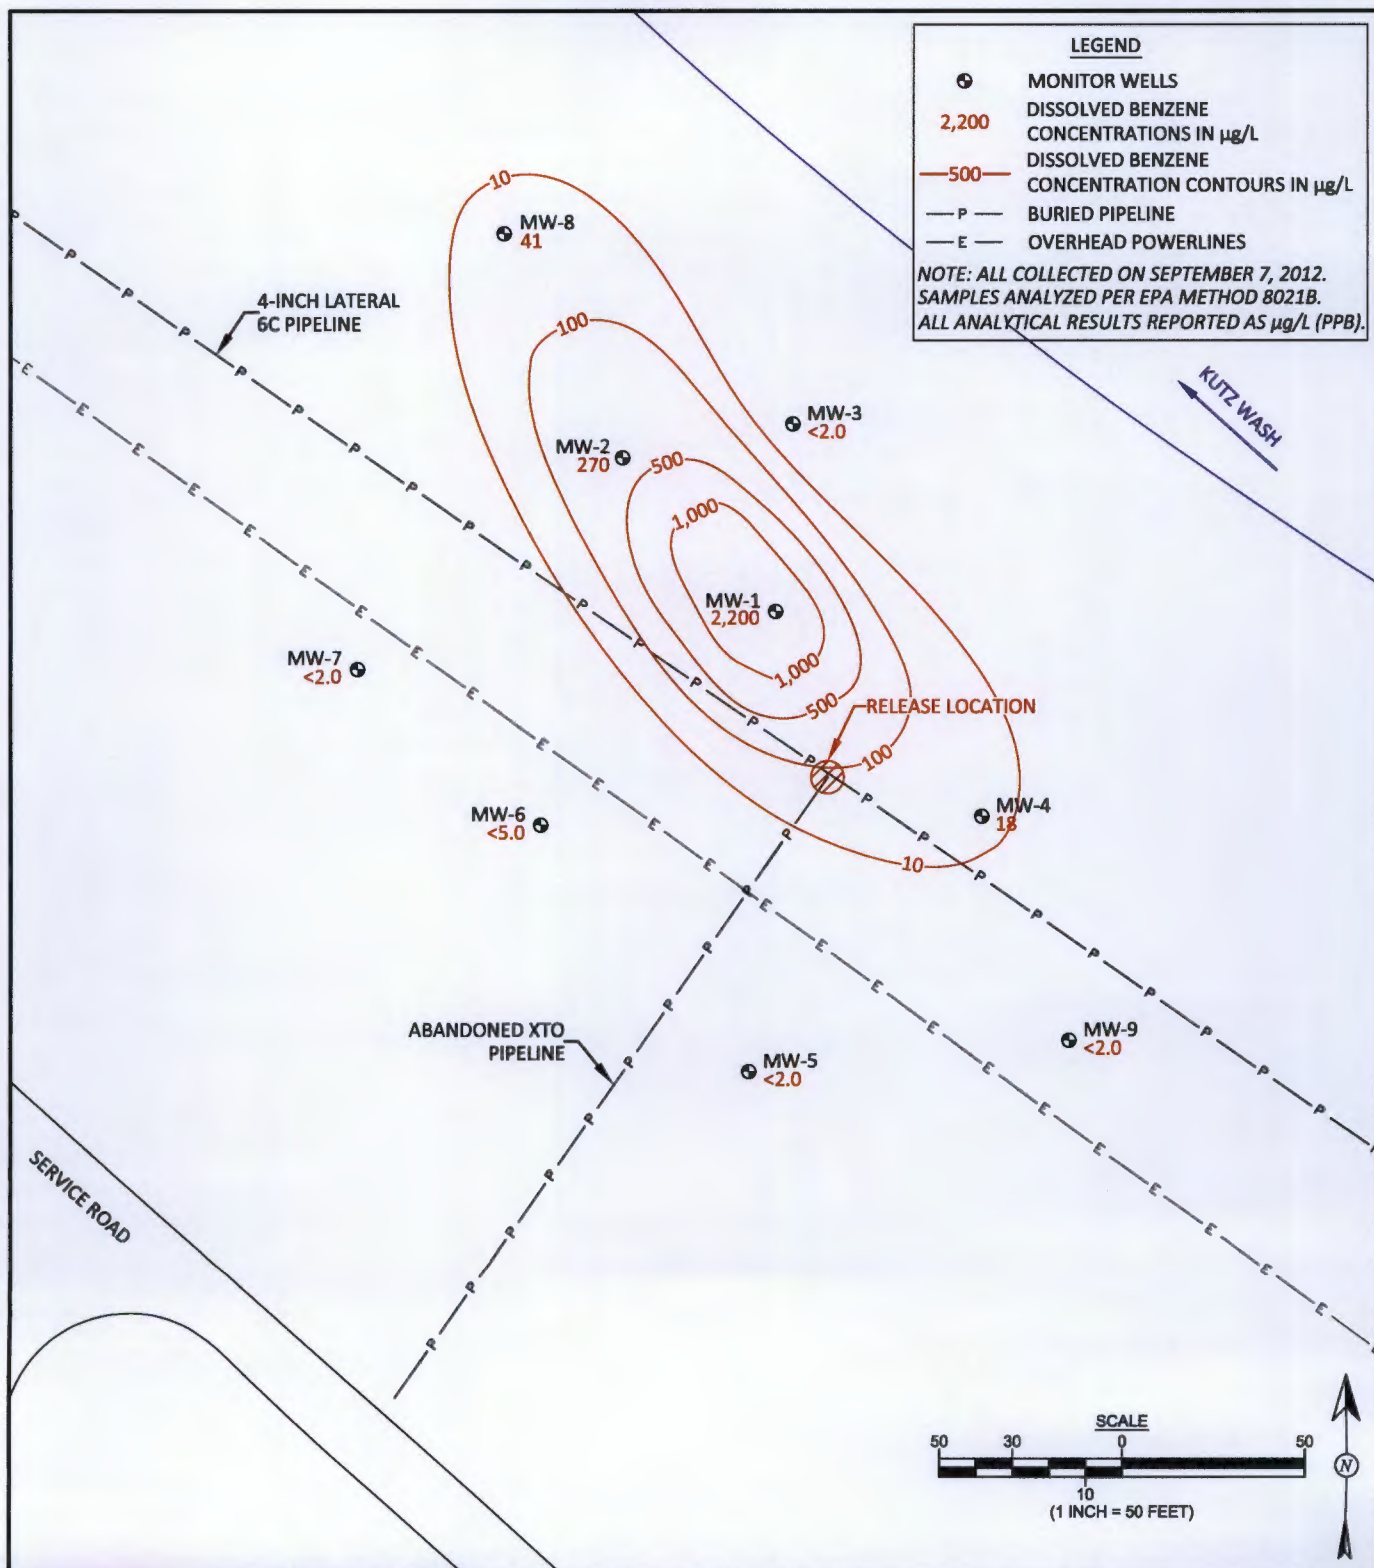 LEGEND
MONITOR WELLS
2,200
DISSOLVED BENZENE
CONCENTRATIONS IN µg/L
500
DISSOLVED BENZENE
CONCENTRATION CONTOURS IN µg/L
P
BURIED PIPELINE
E
OVERHEAD POWERLINES
NOTE: ALL COLLECTED ON SEPTEMBER 7, 2012.
SAMPLES ANALYZED PER EPA METHOD 8021B.
ALL ANALYTICAL RESULTS REPORTED AS µg/L (PPB).
10
MW-8
41
4-INCH LATERAL
6C PIPELINE
100
KUTZ WASH
MW-3
<2.0
MW-2
270
500
1,000
MW-1
2,200
MW-7
<2.0
1,000
500
RELEASE LOCATION
100
MW-4
18
MW-6
<5.0
10
ABANDONED XTO
PIPELINE
MW-9
<2.0
MW-5
<2.0
SERVICE ROAD
SCALE
50 30 0 50
10
(1 INCH = 50 FEET)
N